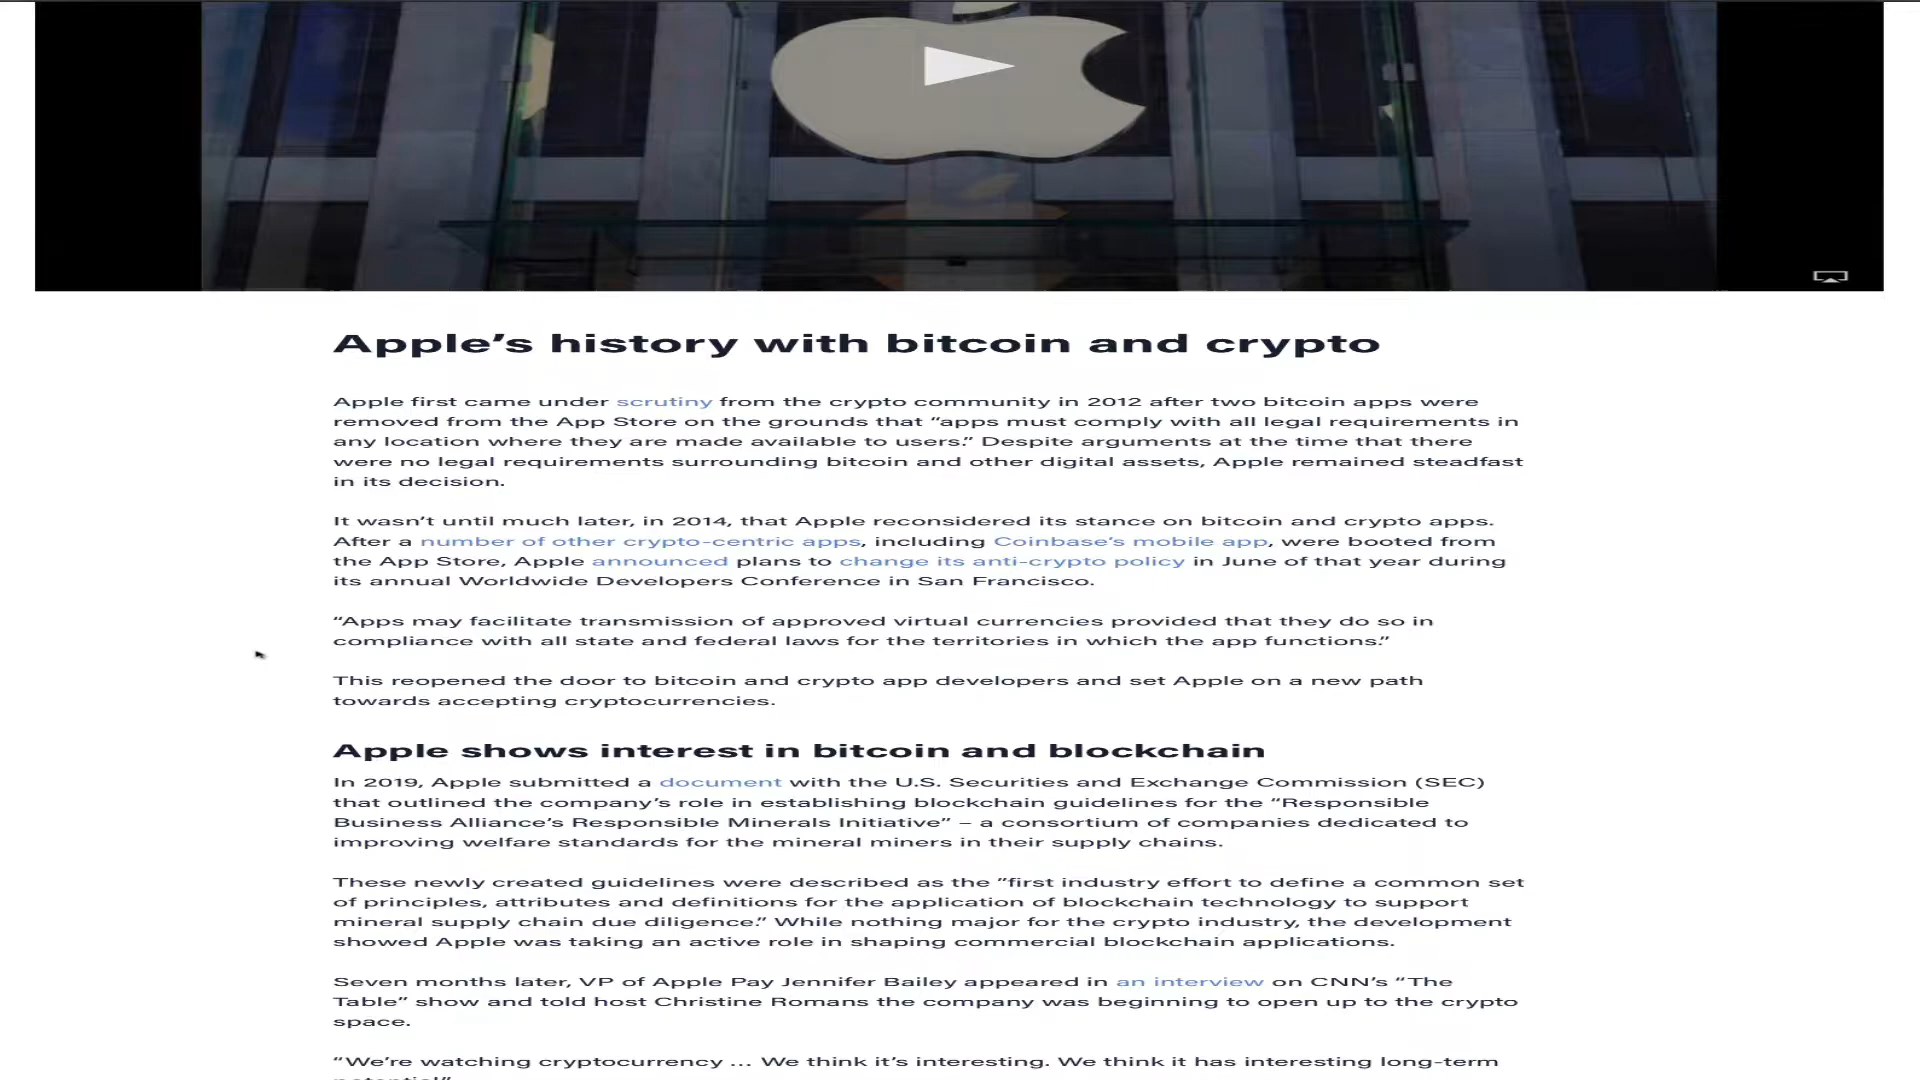 Apple’s history with bitcoin and crypto
Apple first came under scrutiny from the crypto community in 2012 after two bitcoin apps were
removed from the App Store on the grounds that “apps must comply with all legal requirements in
any location where they are made available to users.” Despite arguments at the time that there
were no legal requirements surrounding bitcoin and other digital assets, Apple remained steadfast
in its decision.
It wasn’t until much later, in 2014, that Apple reconsidered its stance on bitcoin and crypto apps.
After a number of other crypto-centric apps, including Coinbase’s mobile app, were booted from
the App Store, Apple announced plans to change its anti-crypto policy in June of that year during
its annual Worldwide Developers Conference in San Francisco.
“Apps may facilitate transmission of approved virtual currencies provided that they do so in
compliance with all state and federal laws for the territories in which the app functions.”
This reopened the door to bitcoin and crypto app developers and set Apple on a new path
towards accepting cryptocurrencies.
Apple shows interest in bitcoin and blockchain
In 2019, Apple submitted a document with the U.S. Securities and Exchange Commission (SEC)
that outlined the company’s role in establishing blockchain guidelines for the “Responsible
Business Alliance’s Responsible Minerals Initiative” – a consortium of companies dedicated to
improving welfare standards for the mineral miners in their supply chains.
These newly created guidelines were described as the “first industry effort to define a common set
of principles, attributes and definitions for the application of blockchain technology to support
mineral supply chain due diligence.” While nothing major for the crypto industry, the development
showed Apple was taking an active role in shaping commercial blockchain applications.
Seven months later, VP of Apple Pay Jennifer Bailey appeared in an interview on CNN’s “The
Table” show and told host Christine Romans the company was beginning to open up to the crypto
space.
“We’re watching cryptocurrency … We think it’s interesting. We think it has interesting long-term